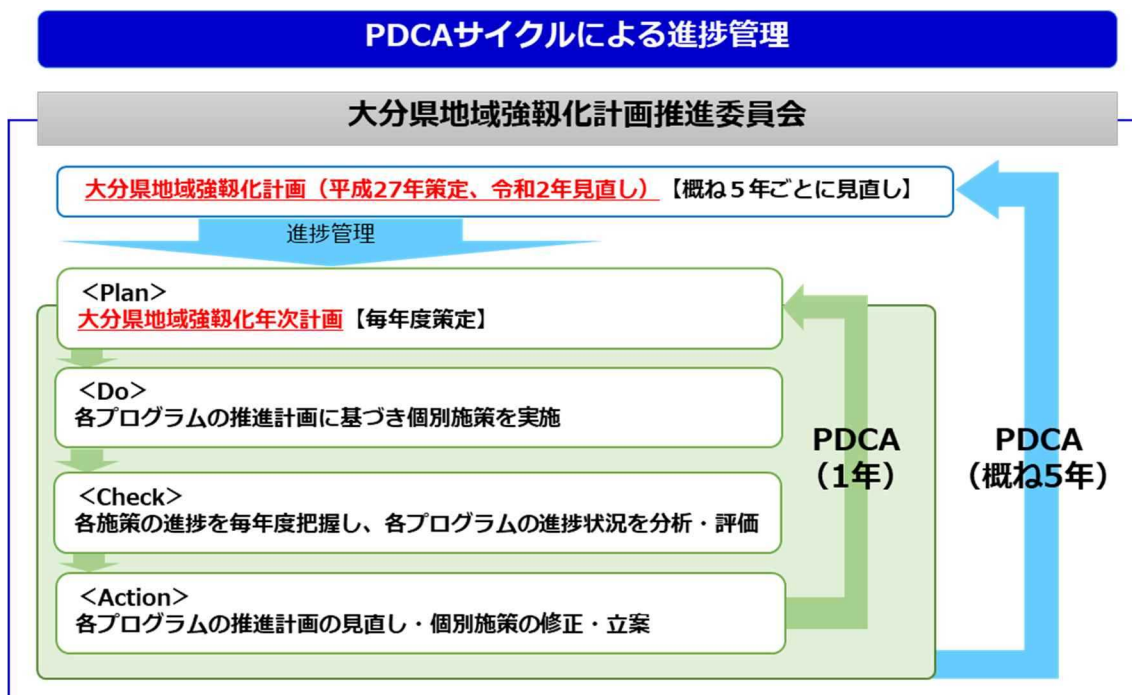 PDCAサイクルによる進捗管理
大分県地域強靱化計画推進委員会
大分県地域強靱化計画（平成27年策定、令和2年見直し）【概ね５年ごとに見直し】
進捗管理
＜Plan＞
大分県地域強靱化年次計画【毎年度策定】
＜Do＞
各プログラムの推進計画に基づき個別施策を実施
＜Check＞
各施策の進捗を毎年度把握し、各プログラムの進捗状況を分析・評価
＜Action＞
各プログラムの推進計画の見直し・個別施策の修正・立案
PDCA
（1年）
PDCA
（概ね5年）